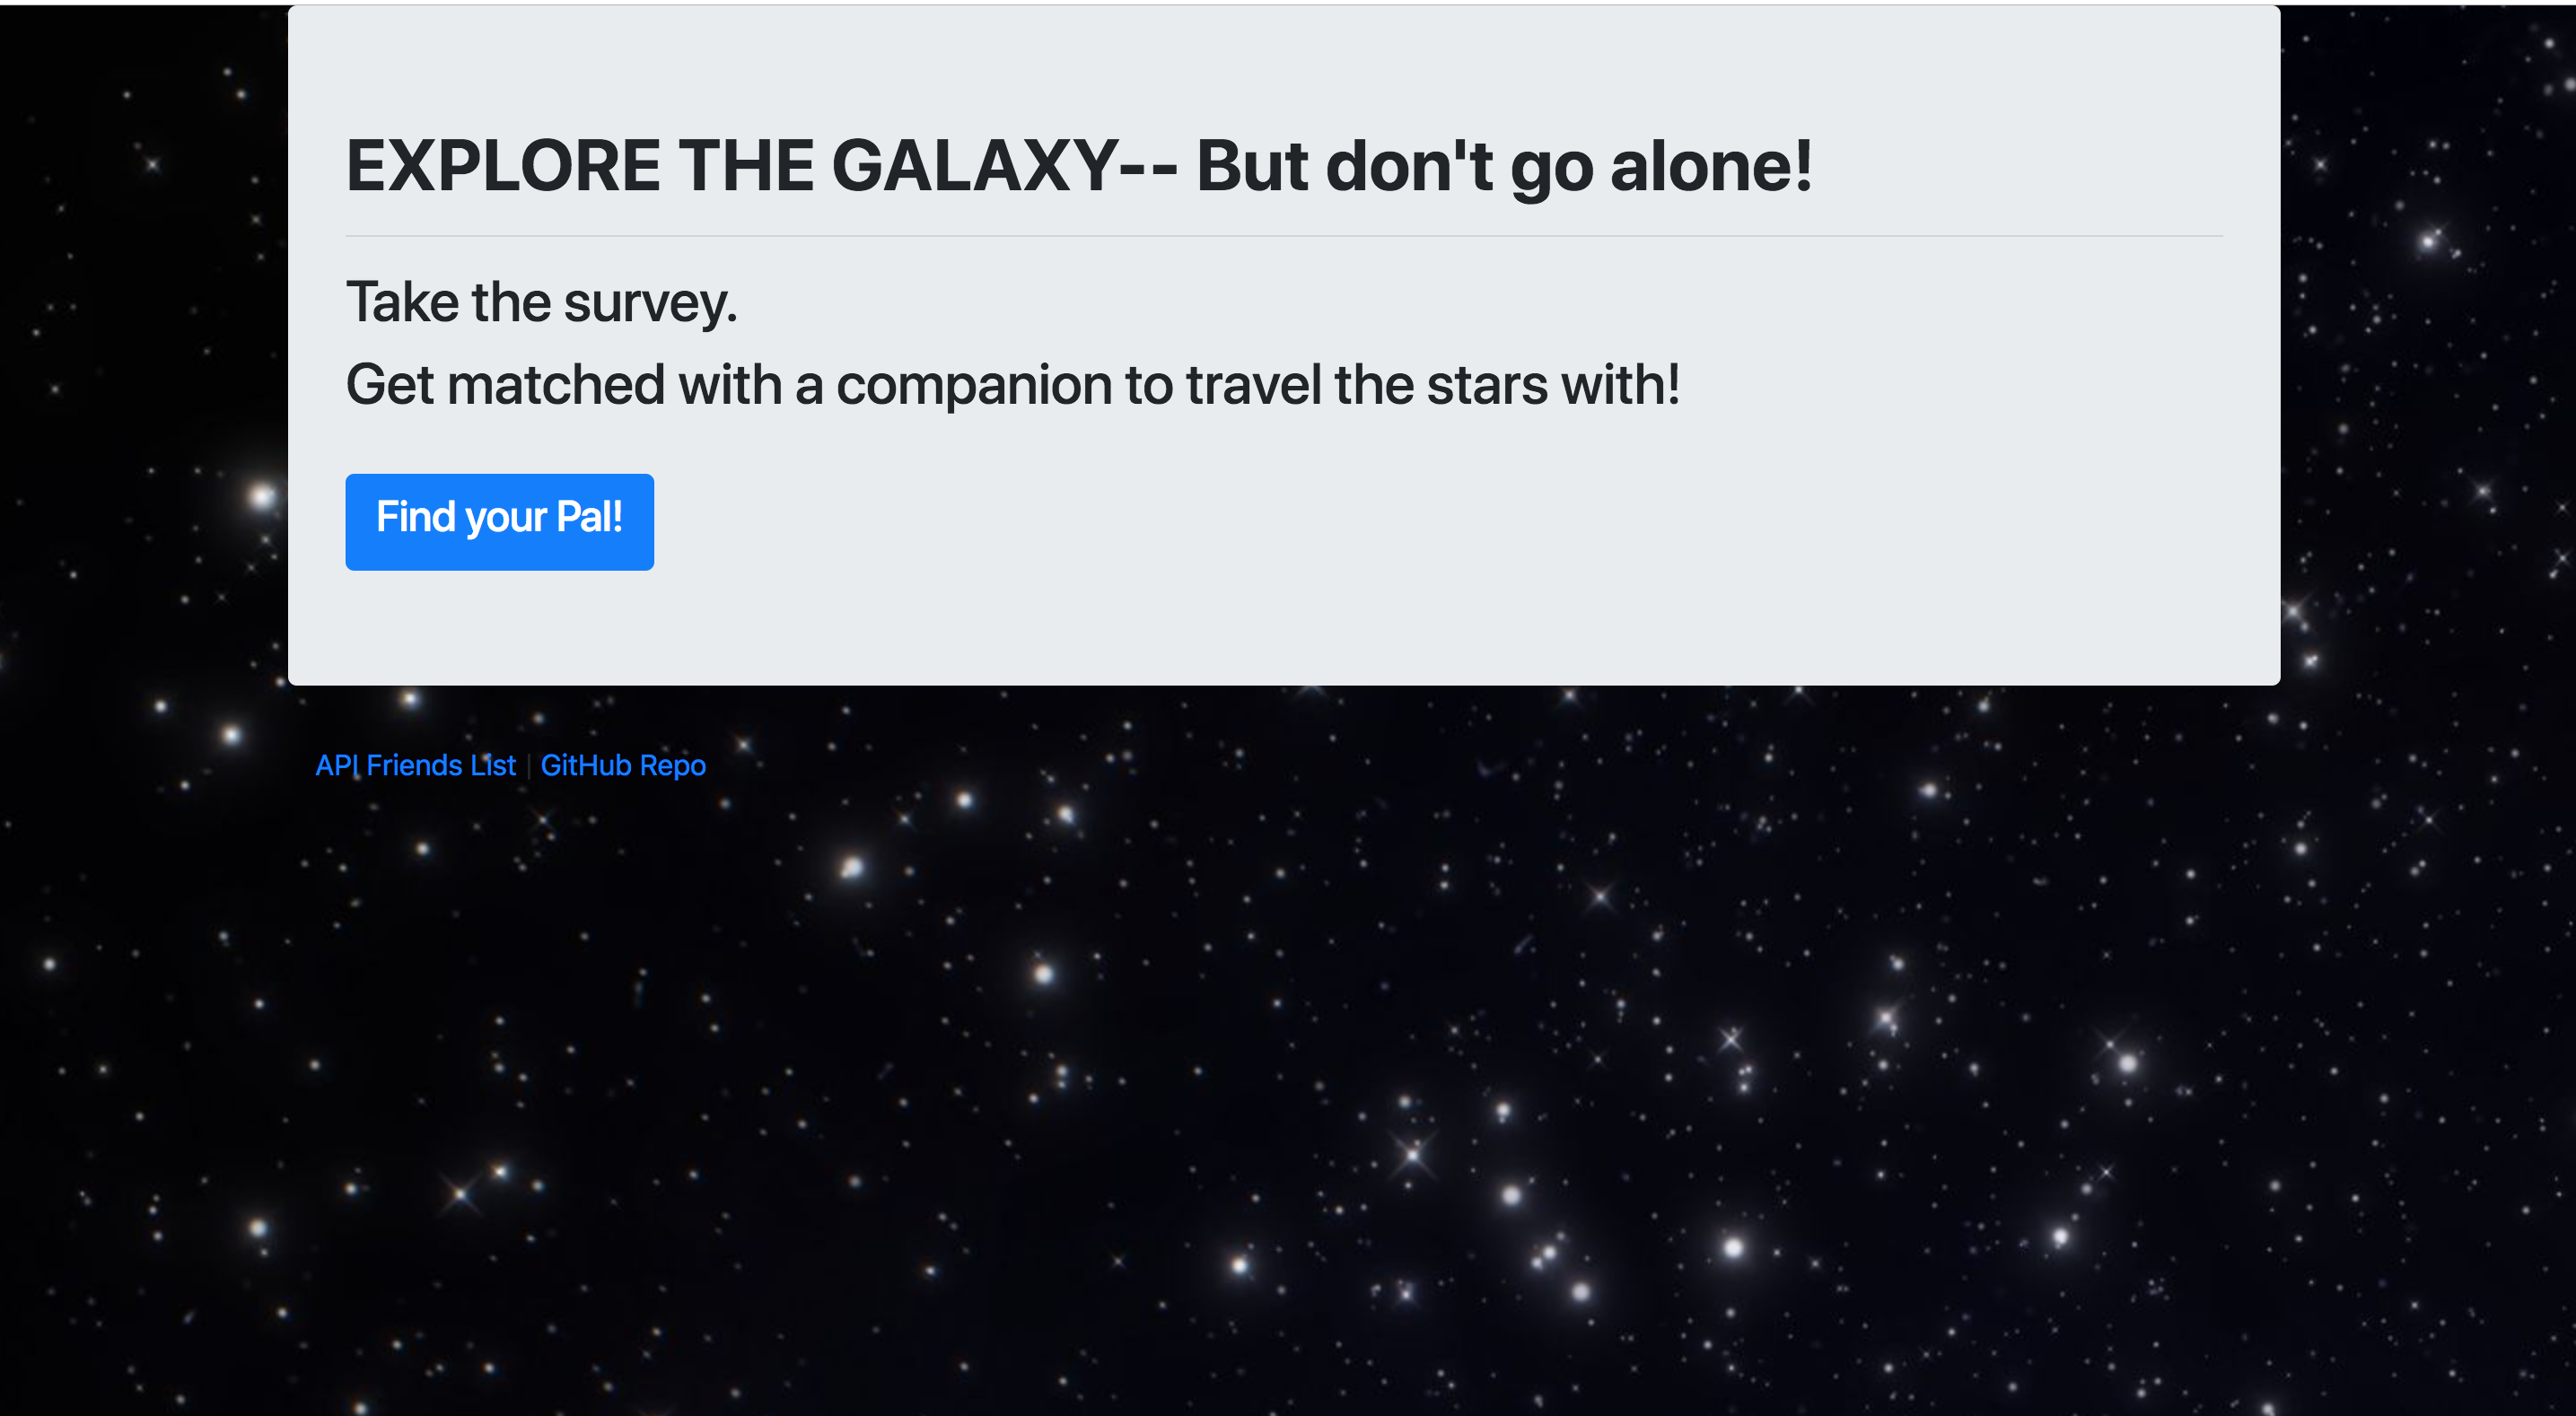 EXPLORE THE GALAXY-- But don't go alone!
Take the survey.
Get matched with a companion to travel the stars with!
Find your Pal!
API Friends List | GitHub Repo